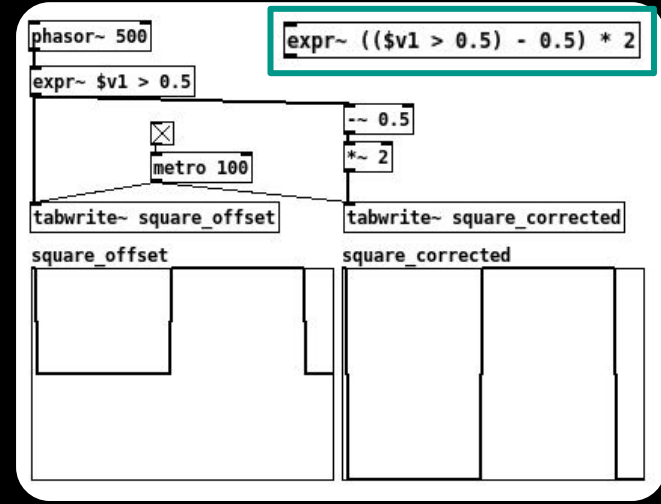 phasor~ 500
expr~ (($v1 > 0.5) - 0.5) * 2
expr~ $v1 > 0.5
-~ 0.5
*~ 2
metro 100
tabwrite~ square_offset
tabwrite~ square_corrected
square_offset
square_corrected